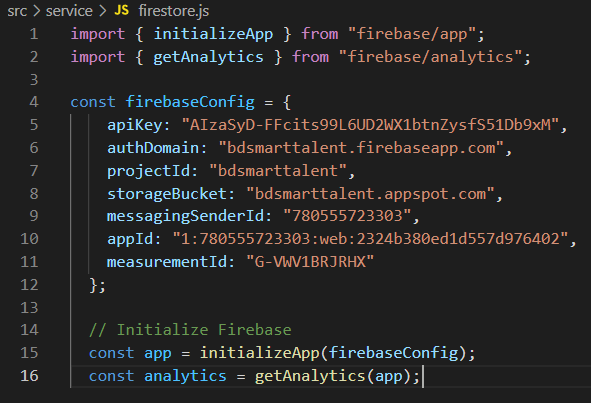 src > service > JS firestore.js
1 import { initializeApp } from "firebase/app";
2 import { getAnalytics } from "firebase/analytics";
3
4 const firebaseConfig = {
5 apiKey: "AIzaSyD-FFcits99L6UD2WX1btnZysfS51Db9xM",
6 authDomain: "bdsmarttalent.firebaseapp.com",
7 projectId: "bdsmarttalent",
8 storageBucket: "bdsmarttalent.appspot.com",
9 messagingSenderId: "780555723303",
10 appId: "1:780555723303:web:2324b380ed1d557d976402",
11 measurementId: "G-VWV1BRJRHX"
12 };
13
14 // Initialize Firebase
15 const app = initializeApp(firebaseConfig);
16 const analytics = getAnalytics(app);